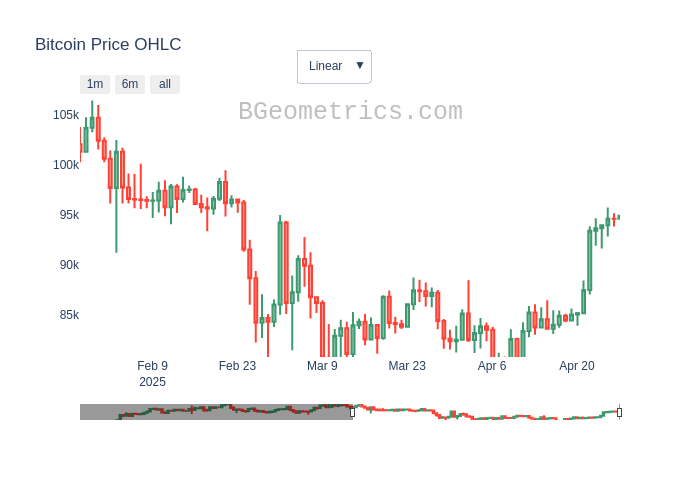 Bitcoin Price OHLC
Linear ▼
1m 6m all
BGeometrics.com
105k
100k
95k
90k
85k
Feb 9 Feb 23 Mar 9 Mar 23 Apr 6 Apr 20
2025